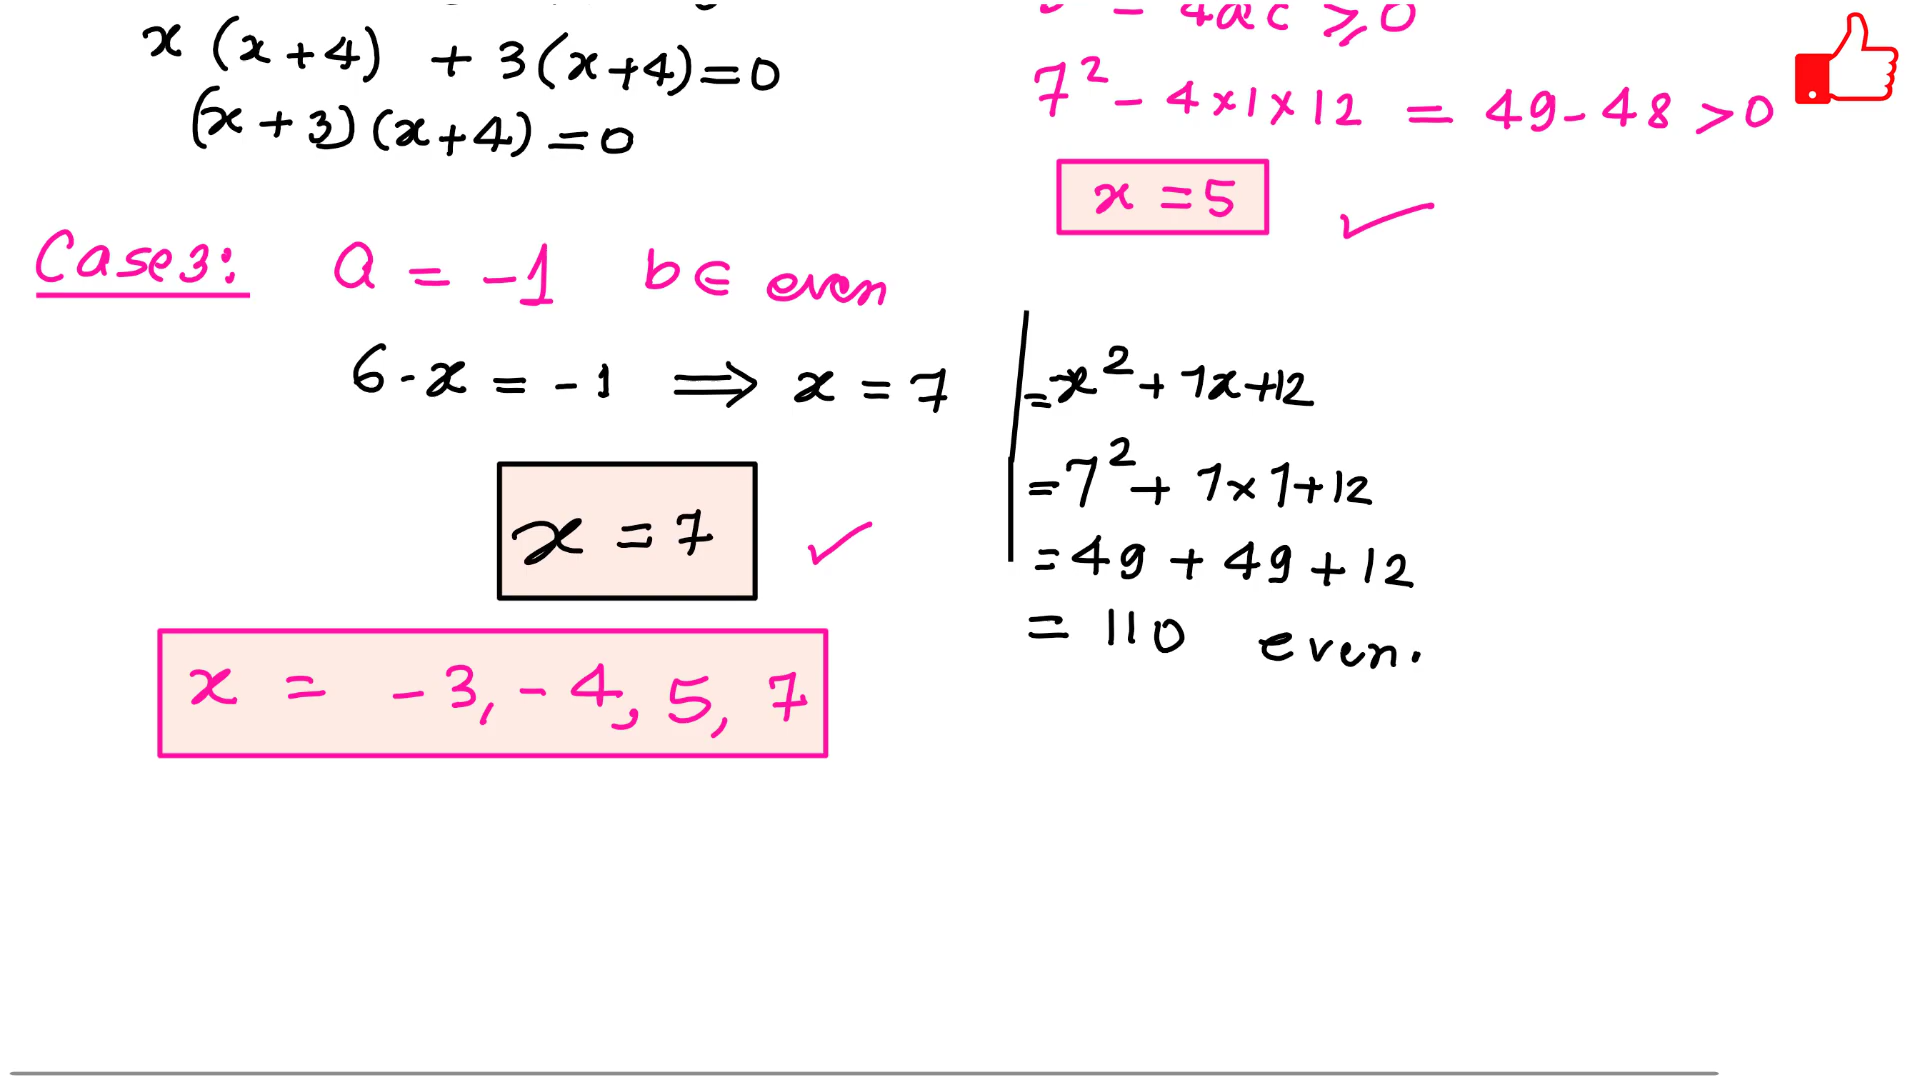 x (x+4) + 3(x+4)=0
(x+3)(x+4)=0
- 4ac ⩾0
7² - 4×1×12 = 49-48 >0
x = 5 ✓
Case3: a = -1 b∈ even
6-x = -1 ⟹ x = 7
x = 7 ✓
x = -3, -4, 5, 7
= x² + 7x+12
= 7² + 7×7+12
= 49 + 49 + 12
= 110 even.